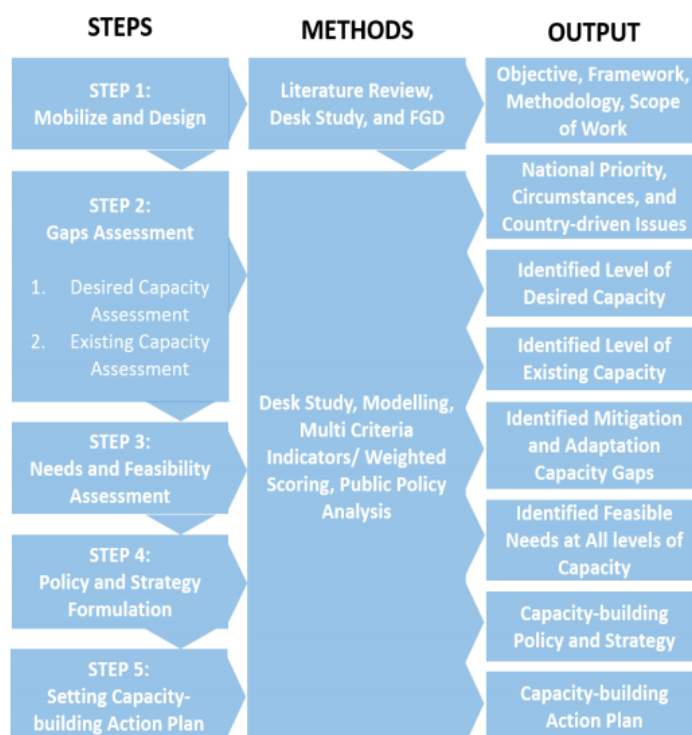 STEPS
METHODS
OUTPUT
STEP 1:
Mobilize and Design
Literature Review,
Desk Study, and FGD
Objective, Framework,
Methodology, Scope
of Work
STEP 2:
Gaps Assessment
1. Desired Capacity
Assessment
2. Existing Capacity
Assessment
STEP 3:
Needs and Feasibility
Assessment
STEP 4:
Policy and Strategy
Formulation
STEP 5:
Setting Capacity-
building Action Plan
Desk Study, Modelling,
Multi Criteria
Indicators/ Weighted
Scoring, Public Policy
Analysis
National Priority,
Circumstances, and
Country-driven Issues
Identified Level of
Desired Capacity
Identified Level of
Existing Capacity
Identified Mitigation
and Adaptation
Capacity Gaps
Identified Feasible
Needs at All levels of
Capacity
Capacity-building
Policy and Strategy
Capacity-building
Action Plan